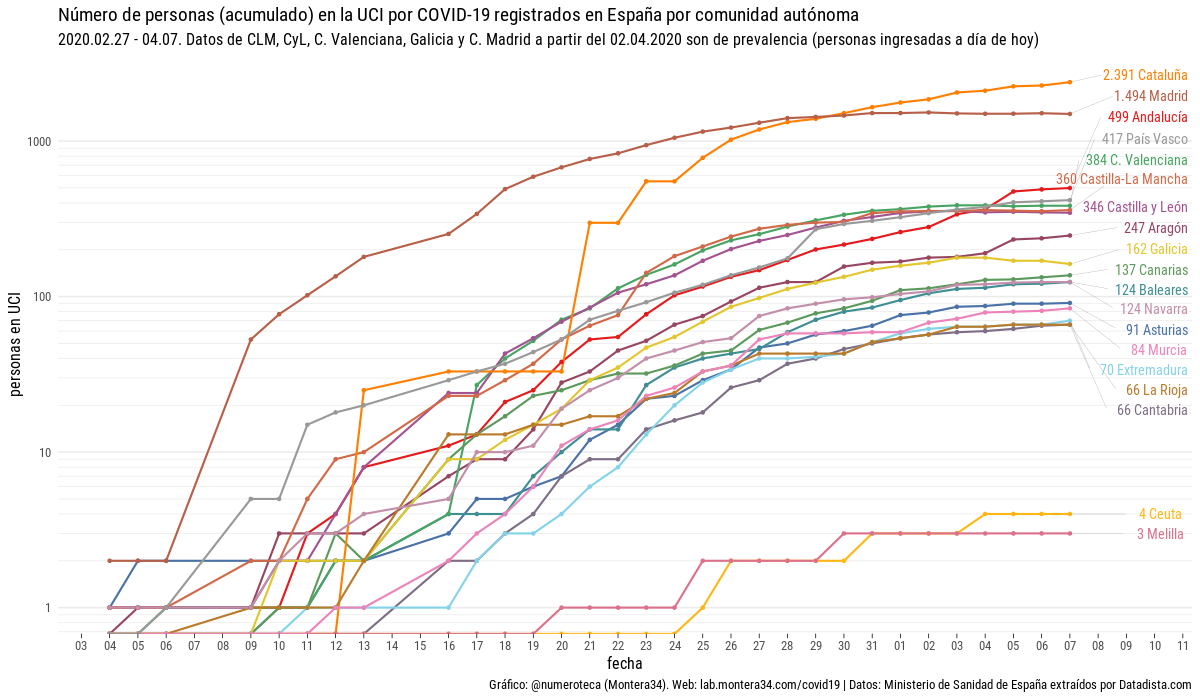 Número de personas (acumulado) en la UCI por COVID-19 registrados en España por comunidad autónoma
2020.02.27 - 04.07. Datos de CLM, CyL, C. Valenciana, Galicia y C. Madrid a partir del 02.04.2020 son de prevalencia (personas ingresadas a día de hoy)
personas en UCI
1000
100
10
1
2.391 Cataluña
1.494 Madrid
499 Andalucía
417 País Vasco
384 C. Valenciana
360 Castilla-La Mancha
346 Castilla y León
247 Aragón
162 Galicia
137 Canarias
124 Baleares
124 Navarra
91 Asturias
84 Murcia
70 Extremadura
66 La Rioja
66 Cantabria
4 Ceuta
3 Melilla
03 04 05 06 07 08 09 10 11 12 13 14 15 16 17 18 19 20 21 22 23 24 25 26 27 28 29 30 31 01 02 03 04 05 06 07 08 09 10 11
fecha
Gráfico: @numeroteca (Montera34). Web: lab.montera34.com/covid19 | Datos: Ministerio de Sanidad de España extraídos por Datadista.com